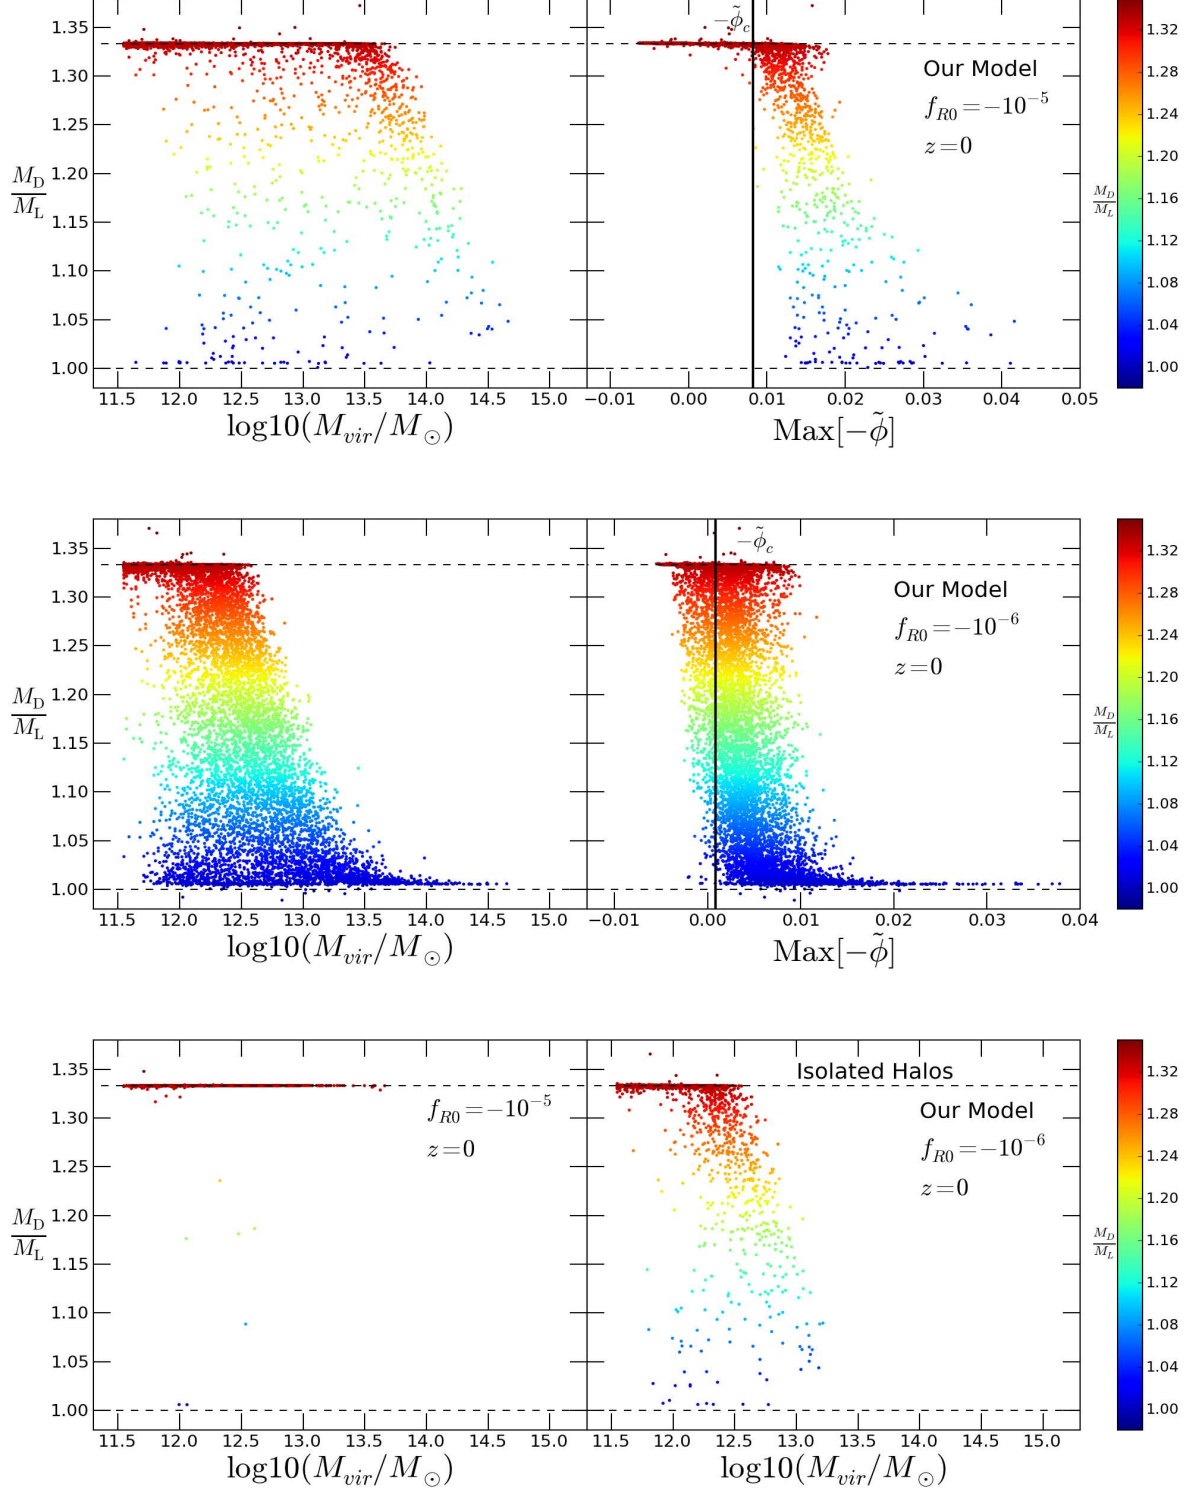 1.35
1.30
1.25
1.20
1.15
1.10
1.05
1.00
M_D
M_L
11.5 12.0 12.5 13.0 13.5 14.0 14.5 15.0
log10(M_vir/M_⊙)
−φ̃_c
Our Model
f_R0 = −10^−5
z=0
−0.01 0.00 0.01 0.02 0.03 0.04 0.05
Max[−φ̃]
M_D
M_L
1.32
1.28
1.24
1.20
1.16
1.12
1.08
1.04
1.00
1.35
1.30
1.25
1.20
1.15
1.10
1.05
1.00
M_D
M_L
11.5 12.0 12.5 13.0 13.5 14.0 14.5 15.0
log10(M_vir/M_⊙)
−φ̃_c
Our Model
f_R0 = −10^−6
z=0
−0.01 0.00 0.01 0.02 0.03 0.04
Max[−φ̃]
M_D
M_L
1.32
1.28
1.24
1.20
1.16
1.12
1.08
1.04
1.00
1.35
1.30
1.25
1.20
1.15
1.10
1.05
1.00
M_D
M_L
f_R0 = −10^−5
z=0
11.5 12.0 12.5 13.0 13.5 14.0 14.5 15.0
log10(M_vir/M_⊙)
Isolated Halos
Our Model
f_R0 = −10^−6
z=0
11.5 12.0 12.5 13.0 13.5 14.0 14.5 15.0
log10(M_vir/M_⊙)
M_D
M_L
1.32
1.28
1.24
1.20
1.16
1.12
1.08
1.04
1.00